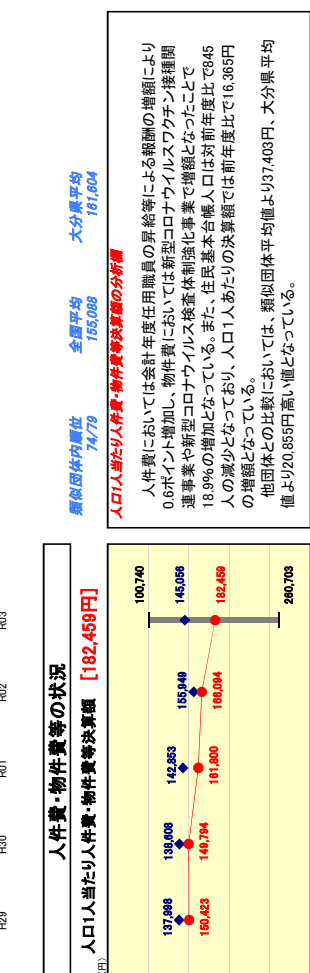 人件費・物件費等の状況
人口1人当たり人件費・物件費等決算額 [182,459円]
(円)
100,740
137,998
138,608
142,853
155,949
145,056
150,423
149,794
161,800
166,094
182,459
260,703
H29
H30
R01
R02
R03
類似団体内順位 全国平均 大分県平均
74/79 155,088 161,604
人口1人当たり人件費・物件費等決算額の分析欄
人件費においては会計年度任用職員の昇給等による報酬の増額により
0.6ポイント増加し、物件費においては新型コロナウイルスワクチン接種関
連事業や新型コロナウイルス検査体制強化事業で増額となったことで
18.9%の増加となっている。また、住民基本台帳人口は対前年度比で845
人の減少となっており、人口1人あたりの決算額では前年度比で16,365円
の増額となっている。
他団体との比較においては、類似団体平均値より37,403円、大分県平均
値より20,855円高い値となっている。